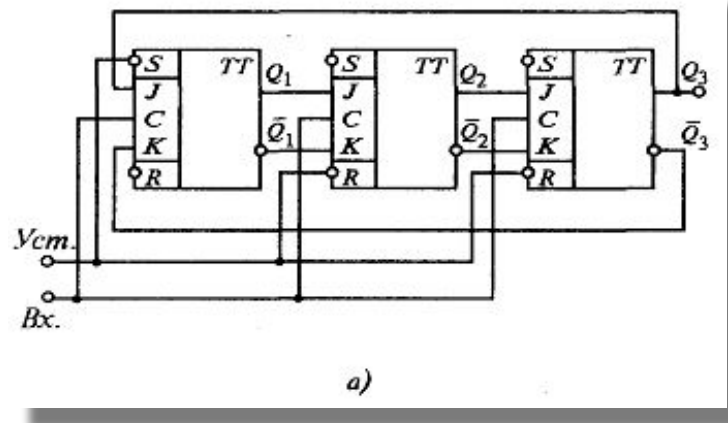 S TT Q₁ S TT Q₂ S TT Q₃
J J J
C Q̅₁ C Q̅₂ C Q̅₃
K K K
R R R
Уст.
Вх.
а)